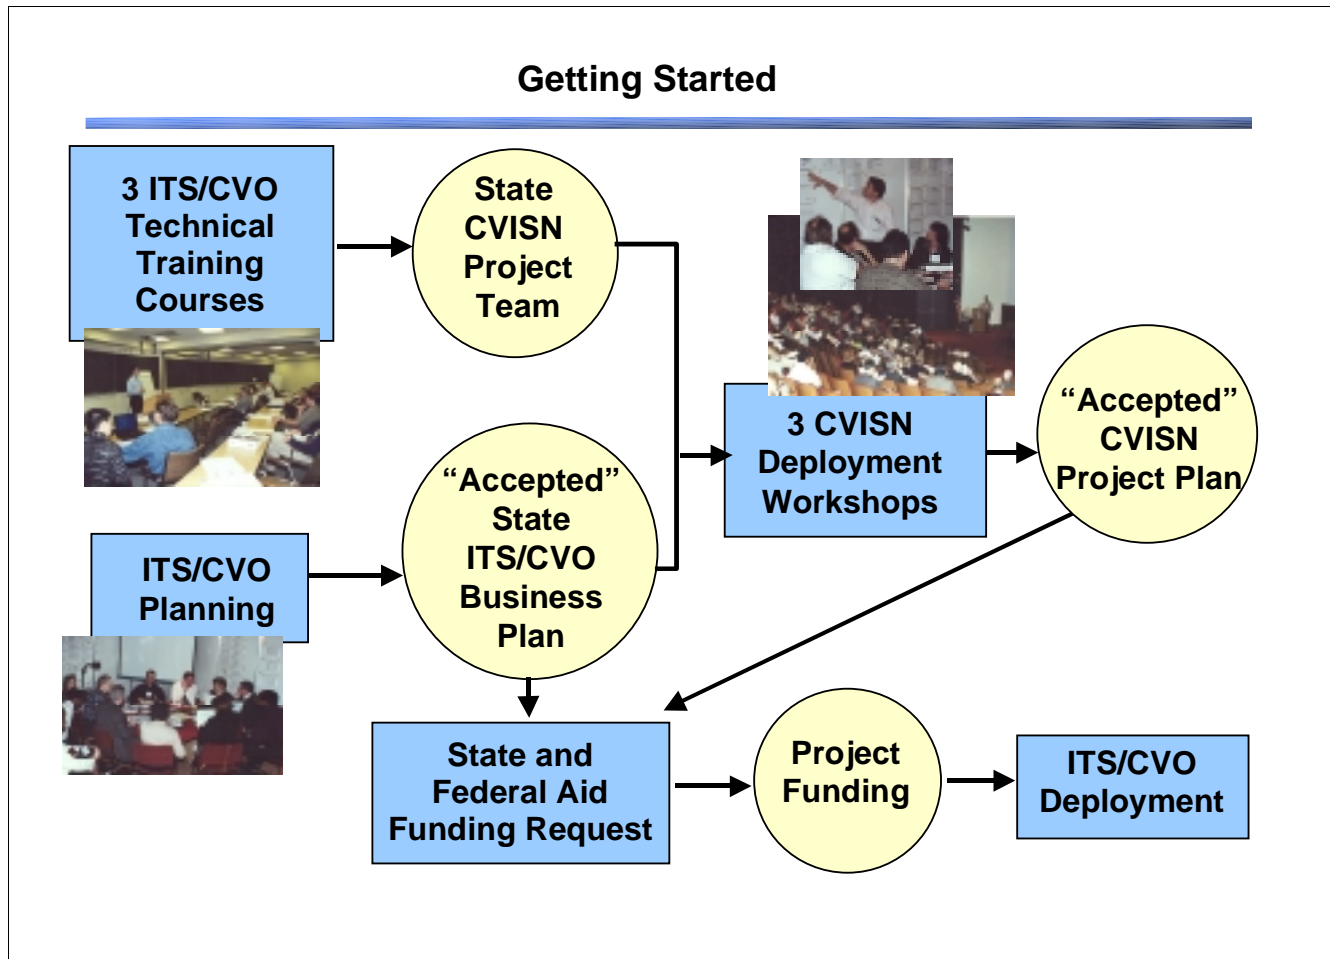 Getting Started
3 ITS/CVO
Technical
Training
Courses
State
CVISN
Project
Team
“Accepted”
State
ITS/CVO
Business
Plan
ITS/CVO
Planning
3 CVISN
Deployment
Workshops
“Accepted”
CVISN
Project Plan
State and
Federal Aid
Funding Request
Project
Funding
ITS/CVO
Deployment